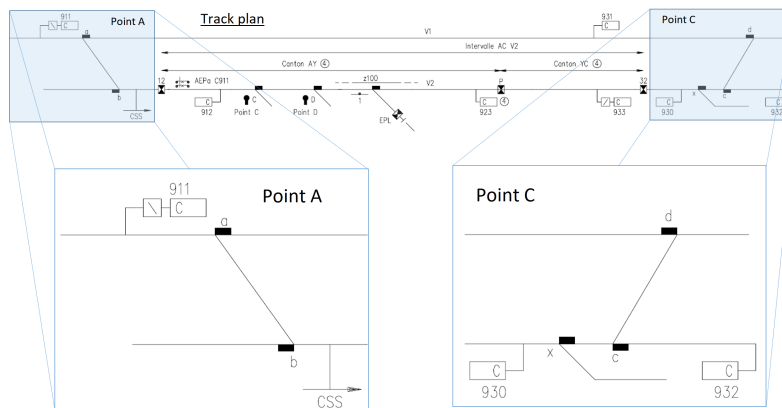 Point A
Track plan
Point C
911
C
a
931
C
V1
d
Intervalle AC V2
Canton AY ④
Canton YC ④
12
AEPa C911
z100
V2
P
32
b
CSS
C
912
C
Point C
D
Point D
1
EPL
C
④
923
C
933
C
930
x
c
C
932
911
C
Point A
a
b
CSS
Point C
d
x
c
C
930
C
932